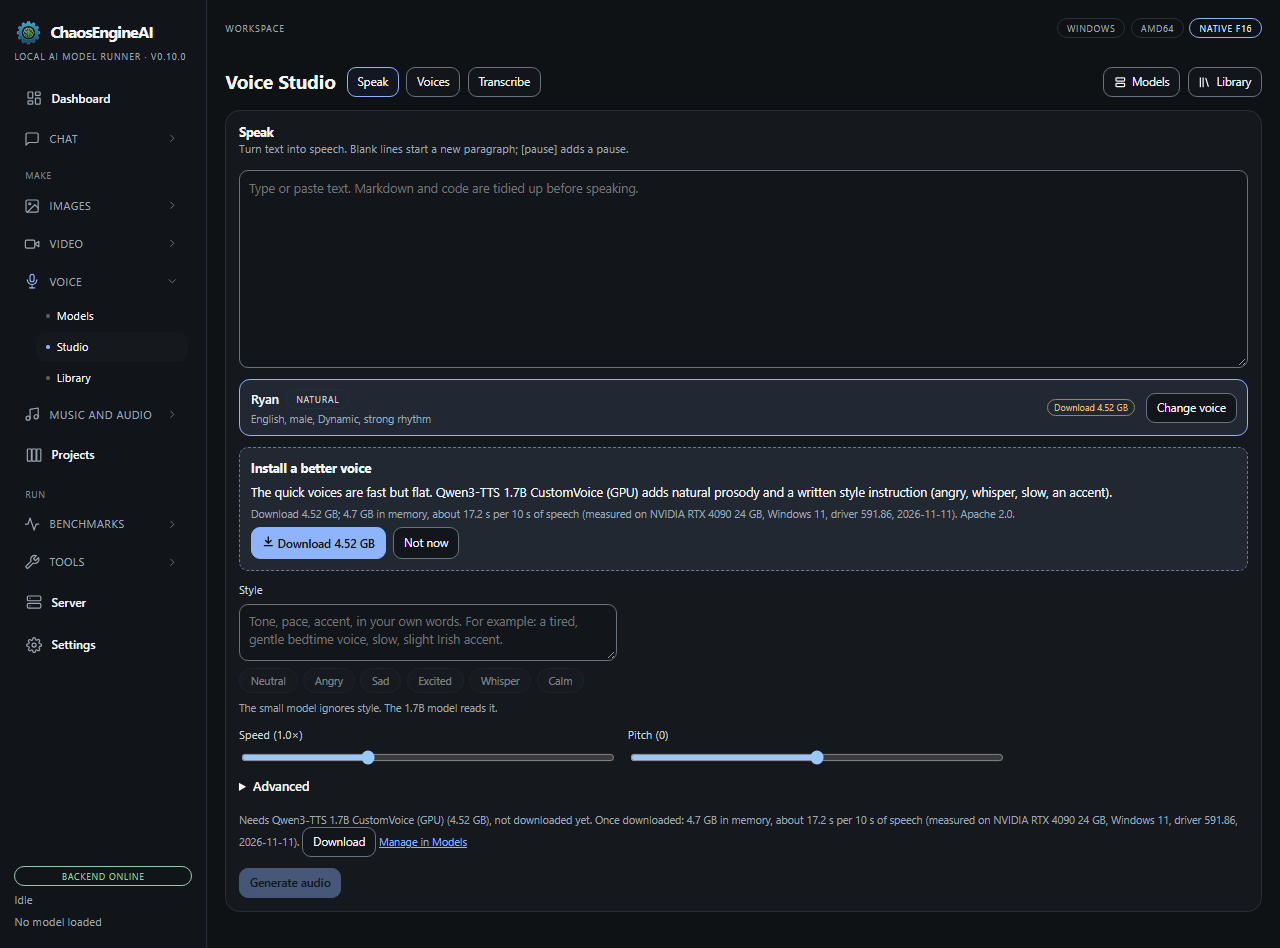 ChaosEngineAI
LOCAL AI MODEL RUNNER · V0.10.0
Dashboard
CHAT
MAKE
IMAGES
VIDEO
VOICE
Models
Studio
Library
MUSIC AND AUDIO
Projects
RUN
BENCHMARKS
TOOLS
Server
Settings
BACKEND ONLINE
Idle
No model loaded
WORKSPACE
WINDOWS
AMD64
NATIVE F16
Voice Studio
Speak
Voices
Transcribe
Models
Library
Speak
Turn text into speech. Blank lines start a new paragraph; [pause] adds a pause.
Type or paste text. Markdown and code are tidied up before speaking.
Ryan NATURAL
English, male, Dynamic, strong rhythm
Download 4.52 GB
Change voice
Install a better voice
The quick voices are fast but flat. Qwen3-TTS 1.7B CustomVoice (GPU) adds natural prosody and a written style instruction (angry, whisper, slow, an accent).
Download 4.52 GB; 4.7 GB in memory, about 17.2 s per 10 s of speech (measured on NVIDIA RTX 4090 24 GB, Windows 11, driver 591.86, 2026-11-11). Apache 2.0.
Download 4.52 GB
Not now
Style
Tone, pace, accent, in your own words. For example: a tired,
gentle bedtime voice, slow, slight Irish accent.
Neutral
Angry
Sad
Excited
Whisper
Calm
The small model ignores style. The 1.7B model reads it.
Speed (1.0×)
Pitch (0)
Advanced
Needs Qwen3-TTS 1.7B CustomVoice (GPU) (4.52 GB), not downloaded yet. Once downloaded: 4.7 GB in memory, about 17.2 s per 10 s of speech (measured on NVIDIA RTX 4090 24 GB, Windows 11, driver 591.86,
2026-11-11). Download Manage in Models
Generate audio